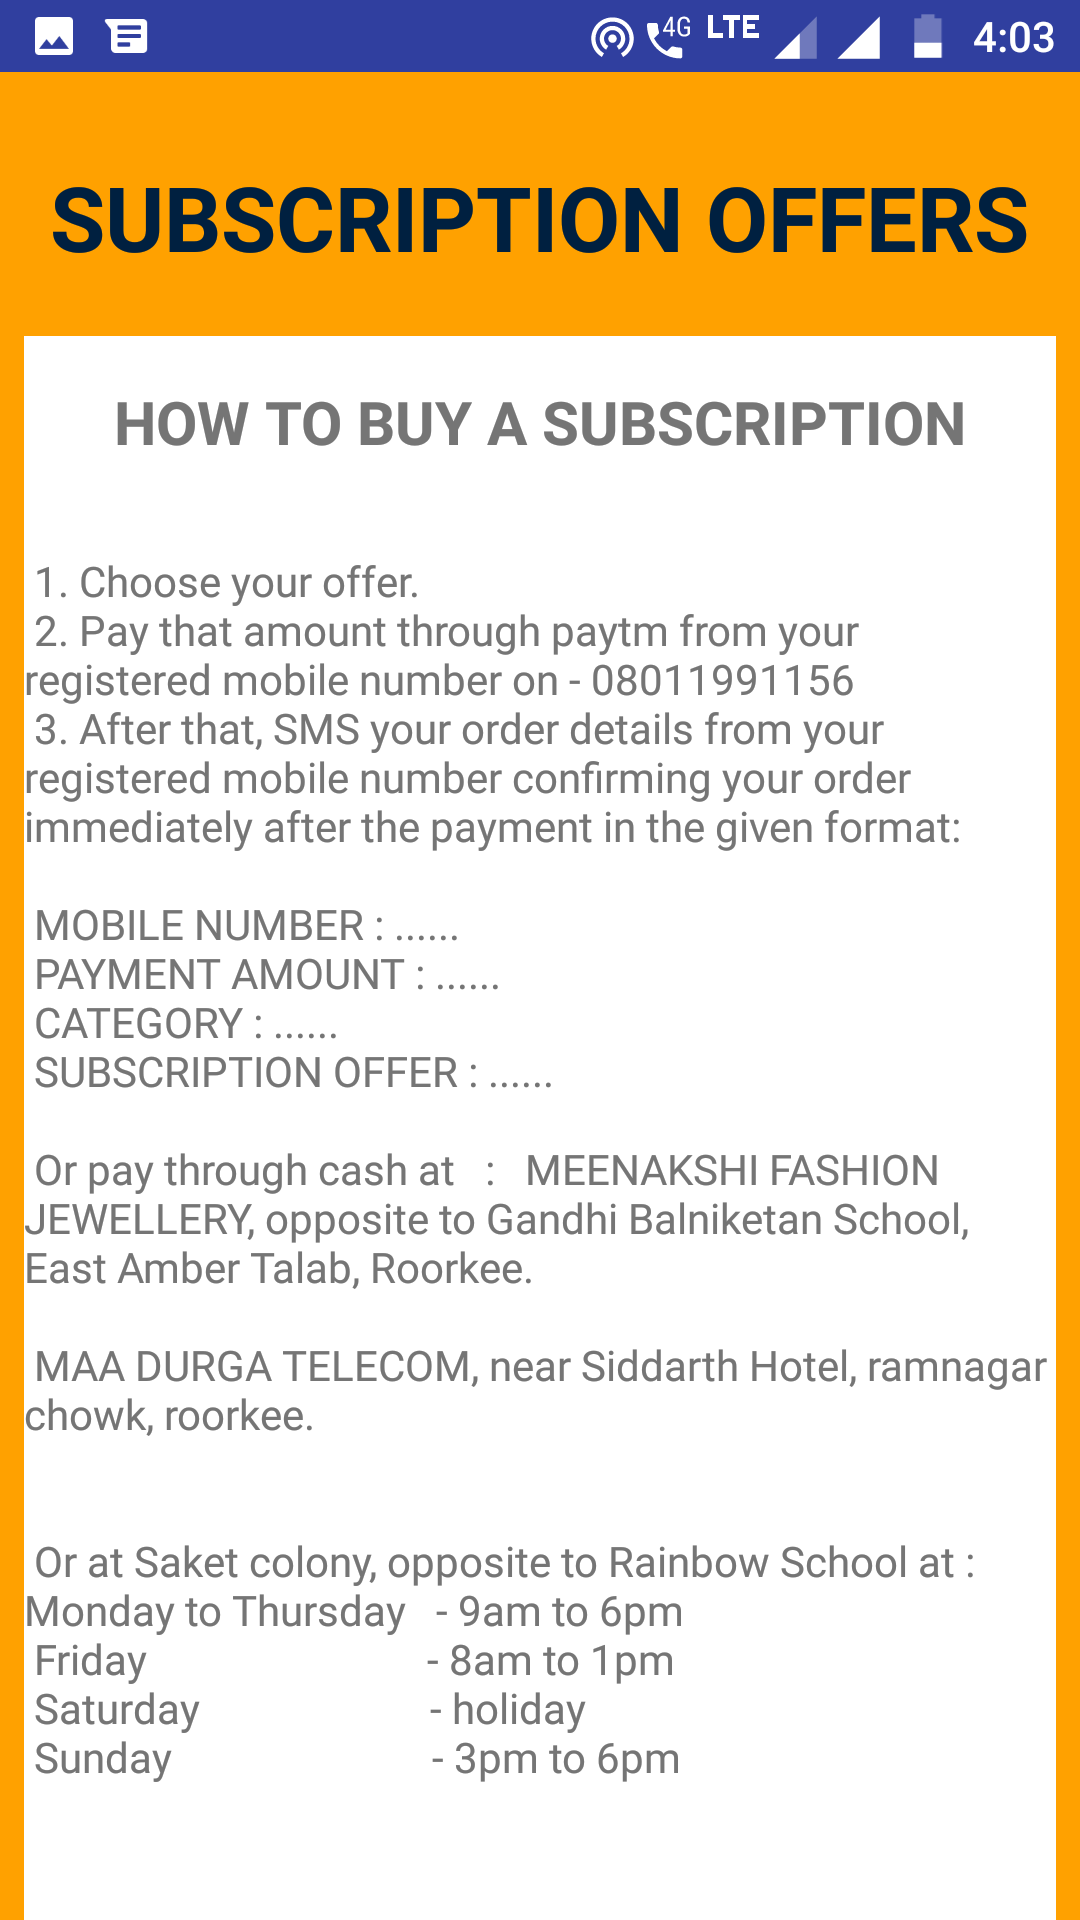 4G LTE 4:03
SUBSCRIPTION OFFERS
HOW TO BUY A SUBSCRIPTION
1. Choose your offer.
2. Pay that amount through paytm from your
registered mobile number on - 08011991156
3. After that, SMS your order details from your
registered mobile number confirming your order
immediately after the payment in the given format:
MOBILE NUMBER : ......
PAYMENT AMOUNT : ......
CATEGORY : ......
SUBSCRIPTION OFFER : ......
Or pay through cash at : MEENAKSHI FASHION
JEWELLERY, opposite to Gandhi Balniketan School,
East Amber Talab, Roorkee.
MAA DURGA TELECOM, near Siddarth Hotel, ramnagar
chowk, roorkee.
Or at Saket colony, opposite to Rainbow School at :
Monday to Thursday - 9am to 6pm
Friday - 8am to 1pm
Saturday - holiday
Sunday - 3pm to 6pm